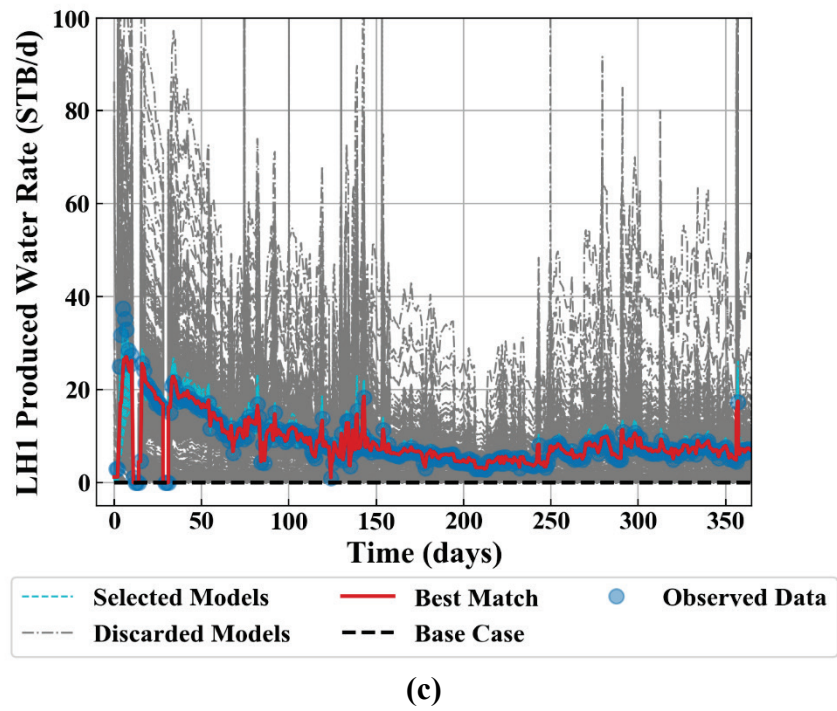 LH1 Produced Water Rate (STB/d)
100
80
60
40
20
0
0 50 100 150 200 250 300 350
Time (days)
Selected Models Best Match Observed Data
Discarded Models Base Case
(c)